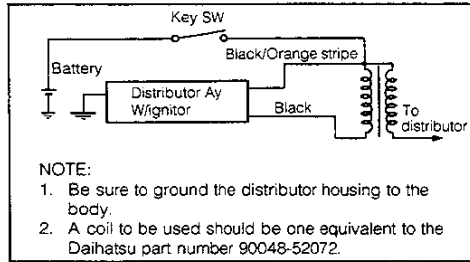 Key SW
Black/Orange stripe
Battery
Distributor Ay
W/ignitor
Black
To
distributor
NOTE:
1. Be sure to ground the distributor housing to the
body.
2. A coil to be used should be one equivalent to the
Daihatsu part number 90048-52072.